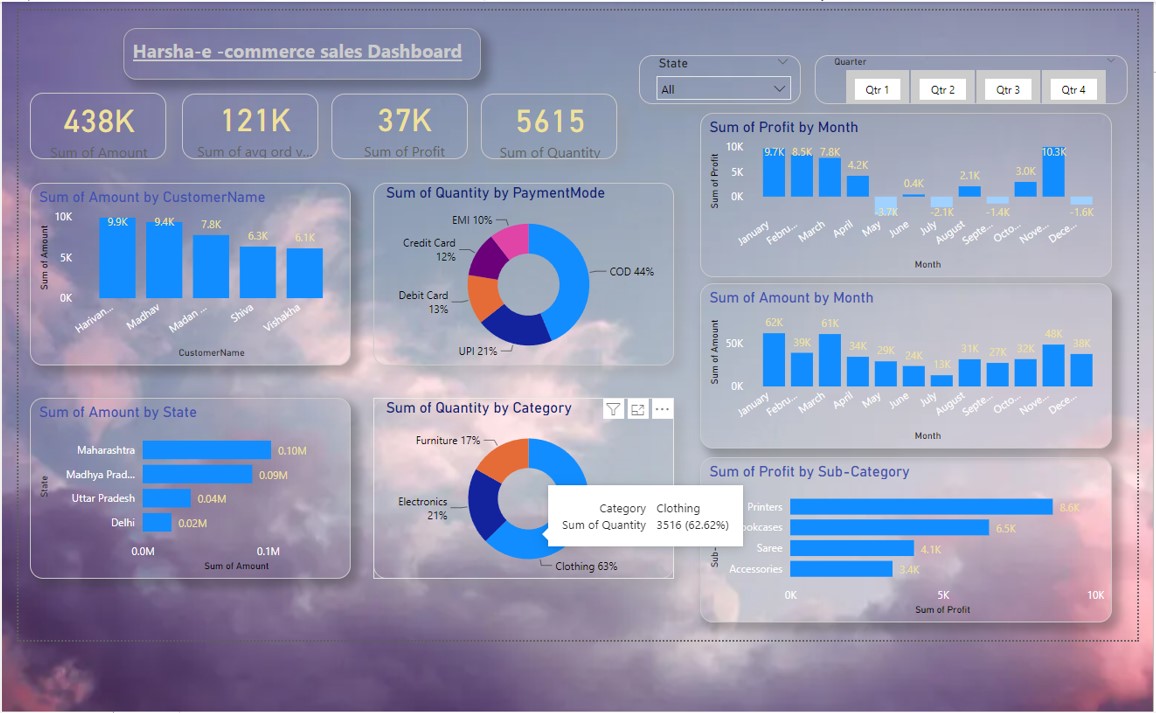 Harsha-e -commerce sales Dashboard
State
All
Quarter
Qtr 1
Qtr 2
Qtr 3
Qtr 4
438K
Sum of Amount
121K
Sum of avg ord v...
37K
Sum of Profit
5615
Sum of Quantity
Sum of Amount by CustomerName
Sum of Amount
10K
5K
0K
9.9K
9.4K
7.8K
6.3K
6.1K
Harivan...
Madhav
Madan ...
Shiva
Vishakha
CustomerName
Sum of Quantity by PaymentMode
EMI 10%
Credit Card
12%
Debit Card
13%
UPI 21%
COD 44%
Sum of Profit by Month
Sum of Profit
10K
5K
0K
9.7K
8.5K
7.8K
4.2K
-3.7K
0.4K
-2.1K
2.1K
-1.4K
3.0K
10.3K
-1.6K
January
Febru...
March
April
May
June
July
August
Septe...
Octo...
Nove...
Dece...
Month
Sum of Amount by Month
Sum of Amount
50K
0K
62K
39K
61K
34K
29K
24K
13K
31K
27K
32K
48K
38K
January
Febru...
March
April
May
June
July
August
Septe...
Octo...
Nove...
Dece...
Month
Sum of Amount by State
State
Maharashtra
0.10M
Madhya Prad...
0.09M
Uttar Pradesh
0.04M
Delhi
0.02M
0.0M
0.1M
Sum of Amount
Sum of Quantity by Category
Furniture 17%
Electronics
21%
Clothing 63%
Category Clothing
Sum of Quantity 3516 (62.62%)
Sum of Profit by Sub-Category
Sub-
Printers
8.6K
ookcases
6.5K
Saree
4.1K
Accessories
3.4K
0K
5K
10K
Sum of Profit